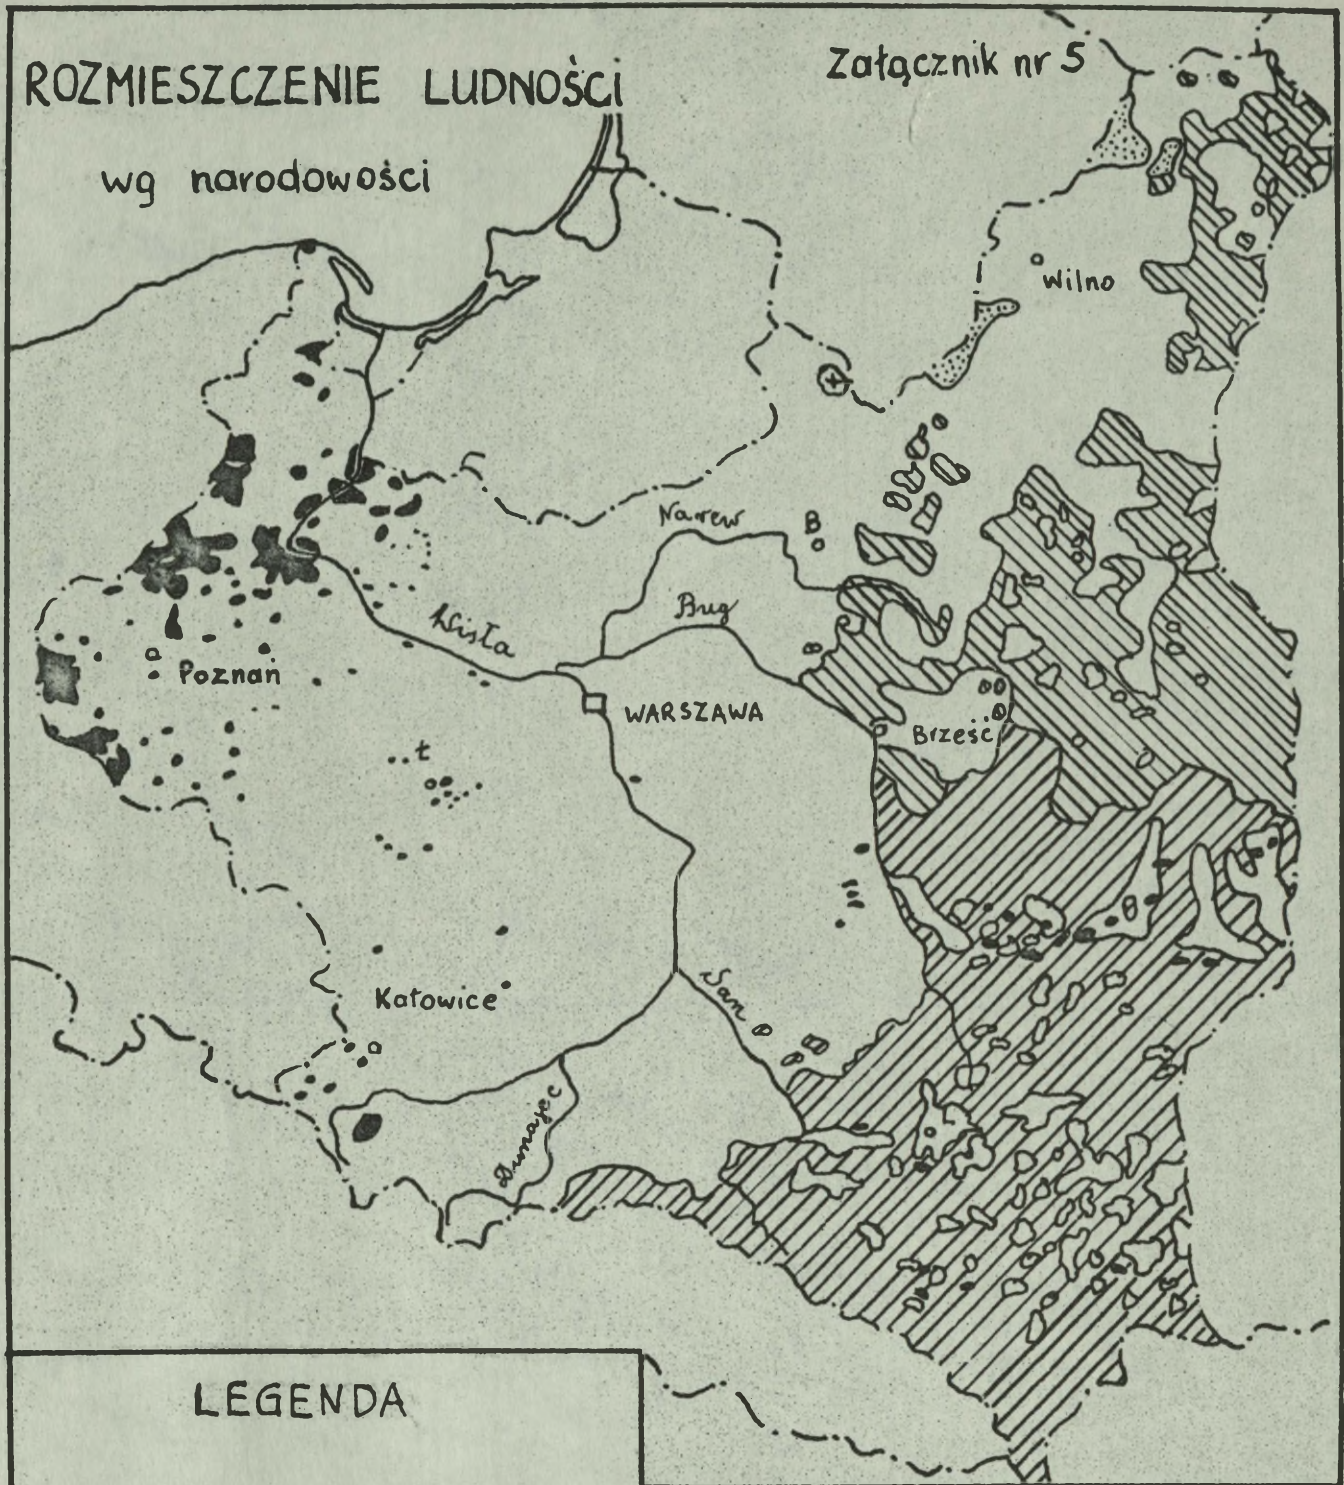 ROZMIESZCZENIE LUDNOŚCI
Załącznik nr 5
wg narodowości
Wilno
Narew
B
Bug
Wisła
Poznań
WARSZAWA
Brześć
Ł
San
Katowice
Dunajec
LEGENDA